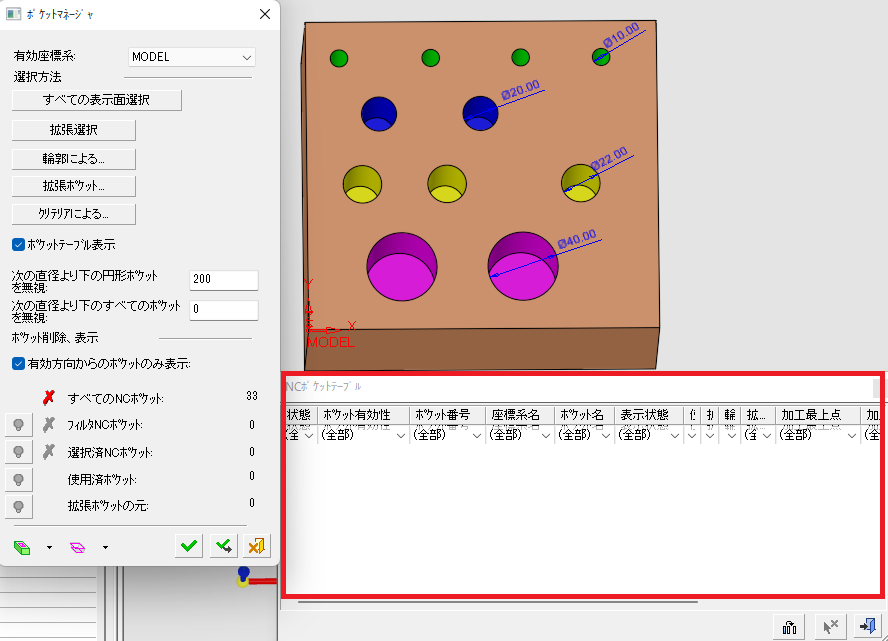 ポケットマネージャ
有効座標系:
MODEL
選択方法
すべての表示面選択
拡張選択
輪郭による...
拡張ポケット...
クリテリアによる...
ポケットテーブル表示
次の直径より下の円形ポケット
を無視:
200
次の直径より下のすべてのポケット
を無視:
0
ポケット削除、表示
有効方向からのポケットのみ表示:
すべてのNCポケット: 33
フィルタNCポケット: 0
選択済NCポケット: 0
使用済ポケット: 0
拡張ポケットの元: 0
Ø10.00
Ø20.00
Ø22.00
Ø40.00
Y
Z
X
MODEL
NCポケットテーブル
状態 ポケット有効性 ポケット番号 座標系名 ポケット名 表示状態 輪 拡... 加工最上点 加
(全 (全部) (全部) (全部) (全部) (全部) (全 (全部) (全